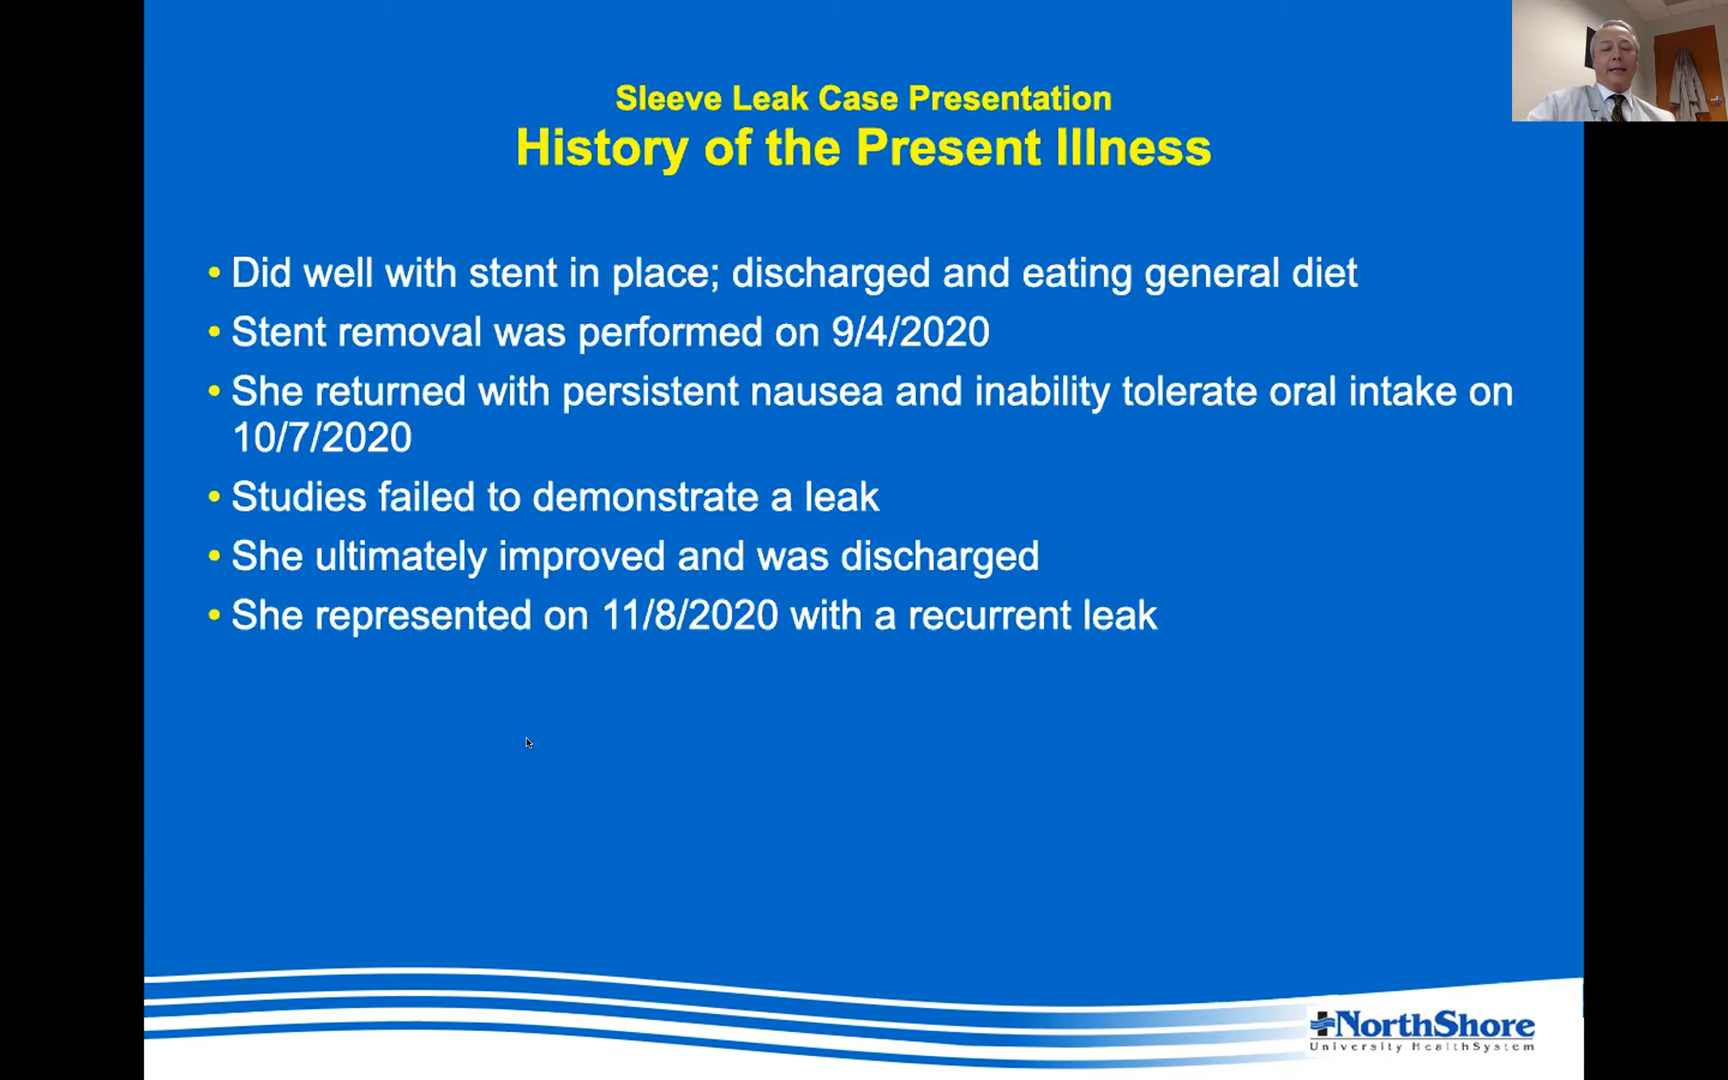 Sleeve Leak Case Presentation
History of the Present Illness
• Did well with stent in place; discharged and eating general diet
• Stent removal was performed on 9/4/2020
• She returned with persistent nausea and inability tolerate oral intake on
10/7/2020
• Studies failed to demonstrate a leak
• She ultimately improved and was discharged
• She represented on 11/8/2020 with a recurrent leak
NorthShore
University HealthSystem